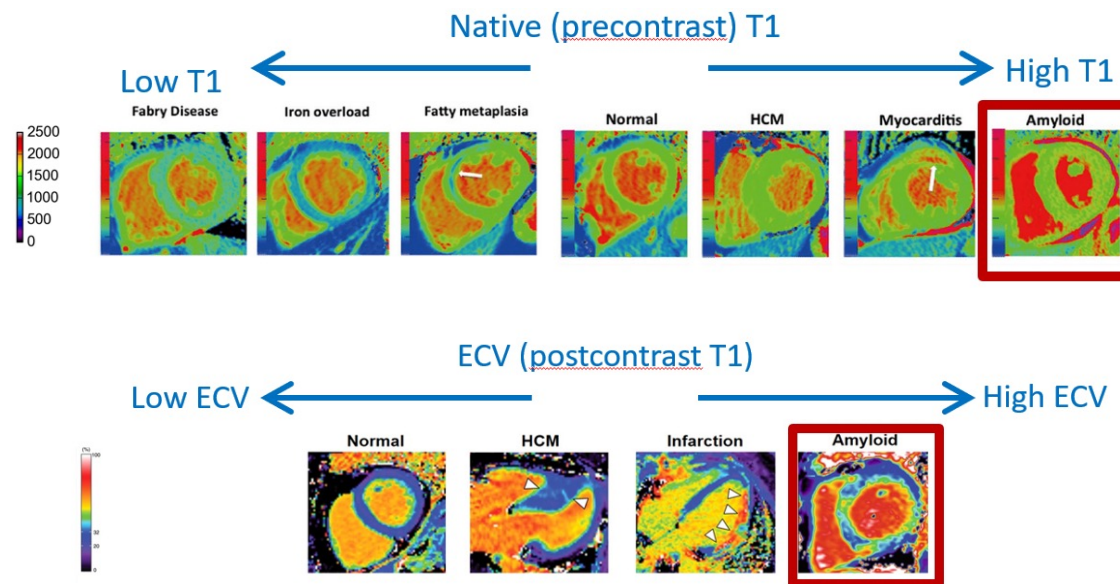 Native (precontrast) T1
Low T1
High T1
Fabry Disease
Iron overload
Fatty metaplasia
Normal
HCM
Myocarditis
Amyloid
2500
2000
1500
1000
500
0
ECV (postcontrast T1)
Low ECV
High ECV
Normal
HCM
Infarction
Amyloid
(%)
100